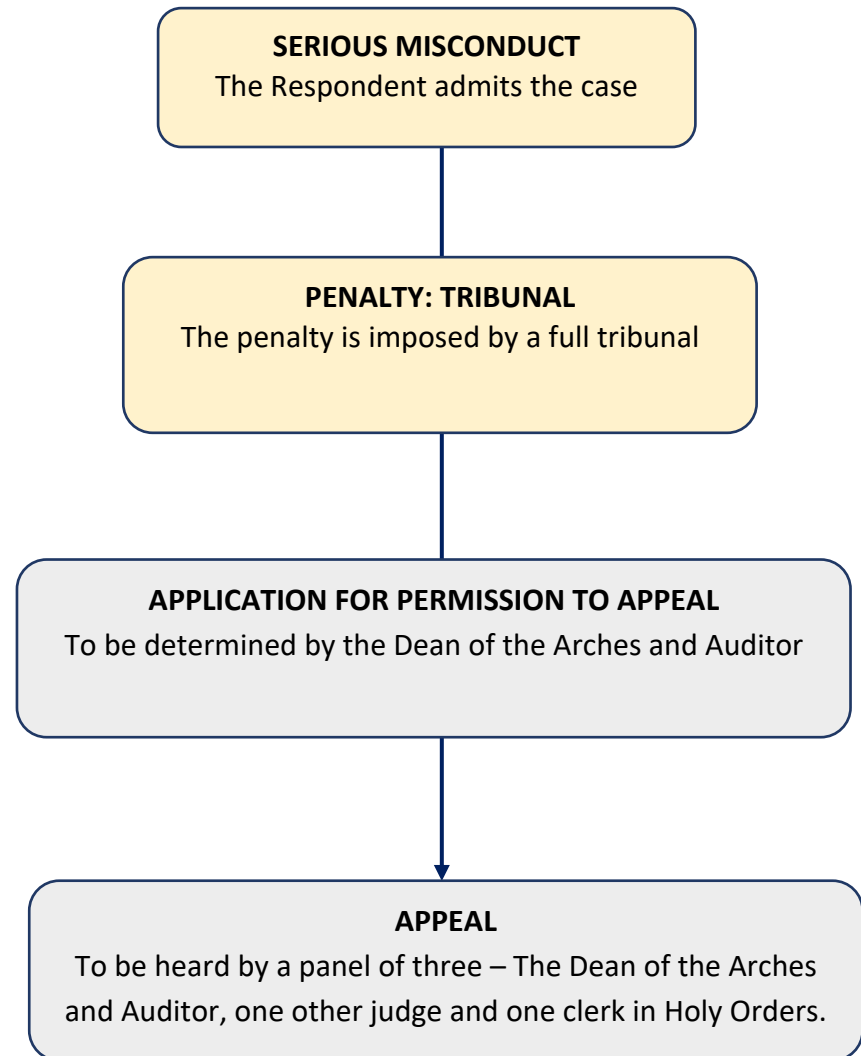 SERIOUS MISCONDUCT
The Respondent admits the case
PENALTY: TRIBUNAL
The penalty is imposed by a full tribunal
APPLICATION FOR PERMISSION TO APPEAL
To be determined by the Dean of the Arches and Auditor
APPEAL
To be heard by a panel of three – The Dean of the Arches
and Auditor, one other judge and one clerk in Holy Orders.